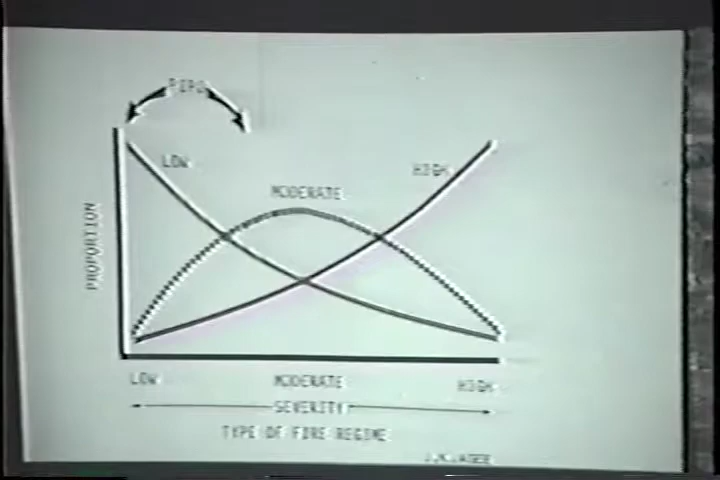 PIPO
LOW
HIGH
MODERATE
PROPORTION
LOW MODERATE HIGH
SEVERITY
TYPE OF FIRE REGIME